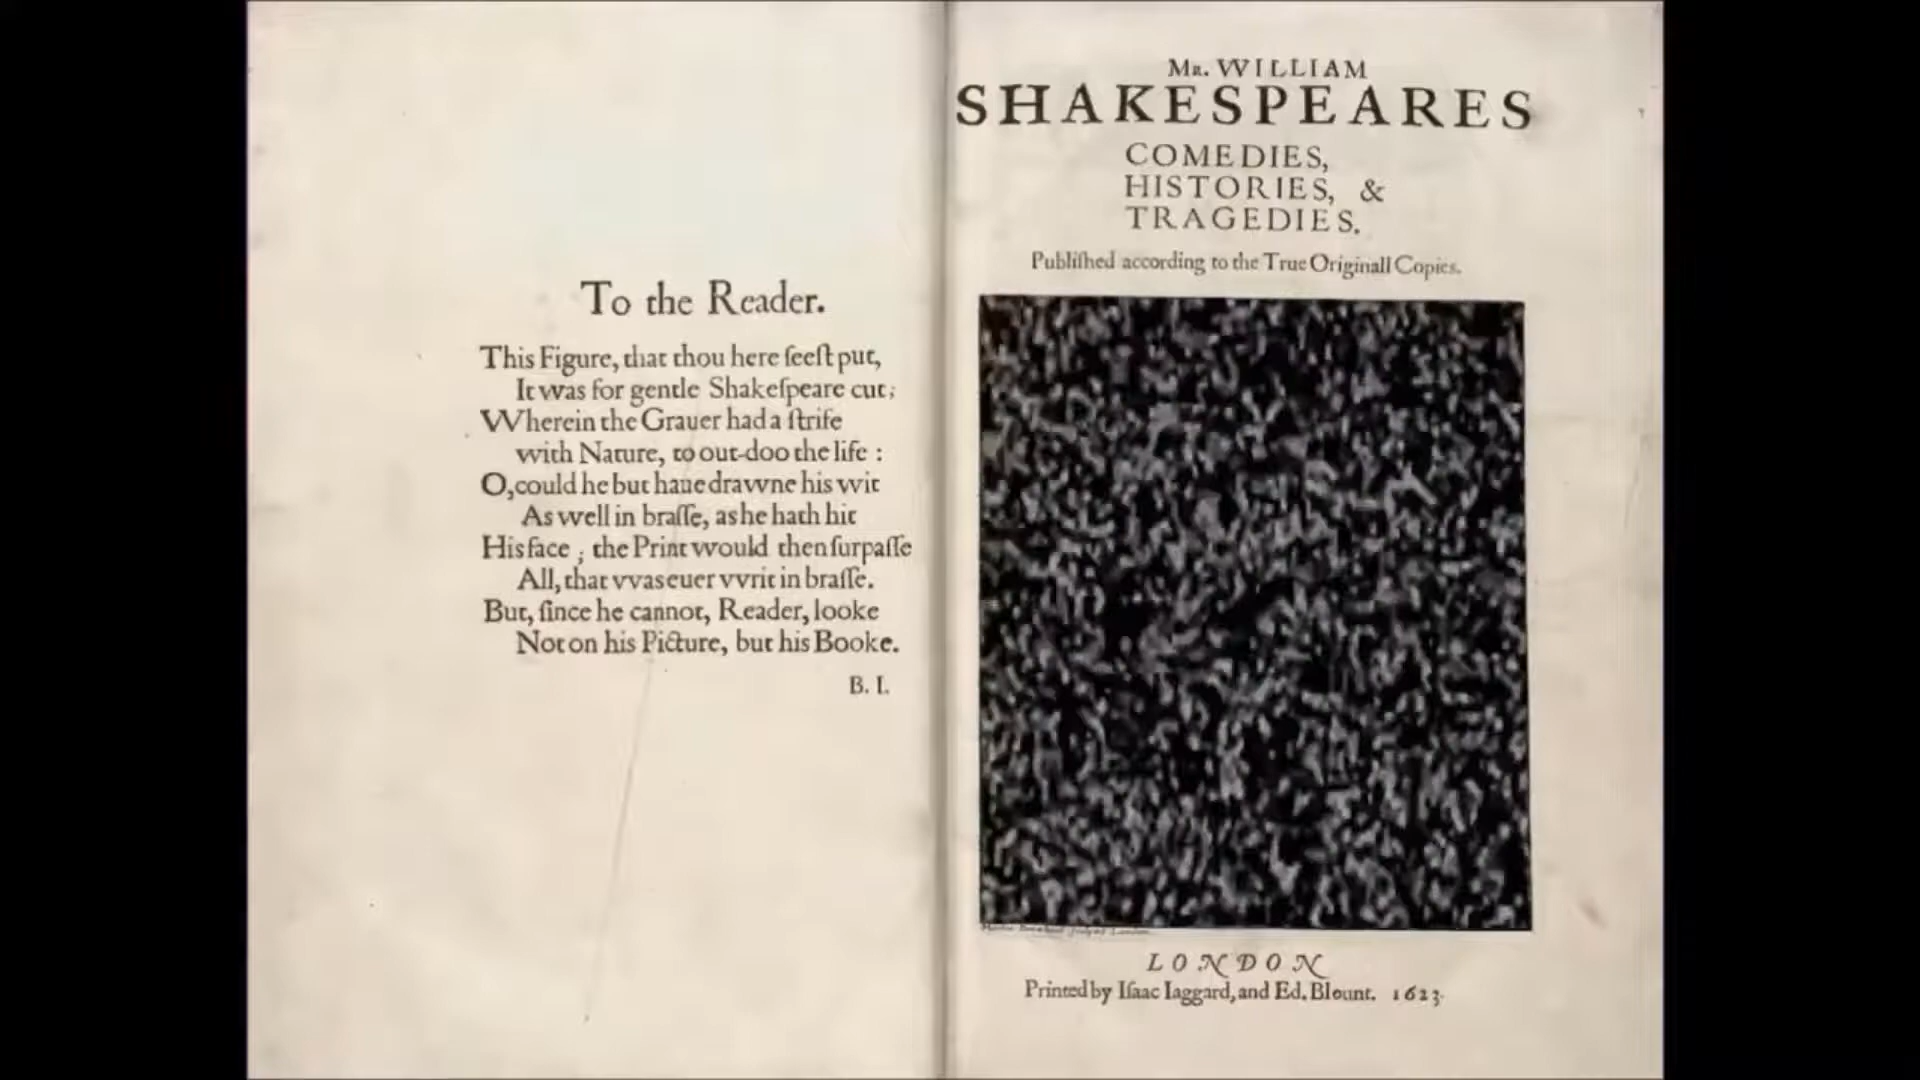 To the Reader.
This Figure, that thou here ſeeſt put,
It was for gentle Shakeſpeare cut;
Wherein the Grauer had a ſtrife
with Nature, to out-doo the life :
O, could he but haue drawne his wit
As well in braſſe, as he hath hit
His face ; the Print would then ſurpaſſe
All, that vvas euer vvrit in braſſe.
But, ſince he cannot, Reader, looke
Not on his Picture, but his Booke.
B. I.
Mr. WILLIAM
SHAKESPEARES
COMEDIES,
HISTORIES, &
TRAGEDIES.
Publiſhed according to the True Originall Copies.
LONDON
Printed by Iſaac Iaggard, and Ed. Blount. 1623.